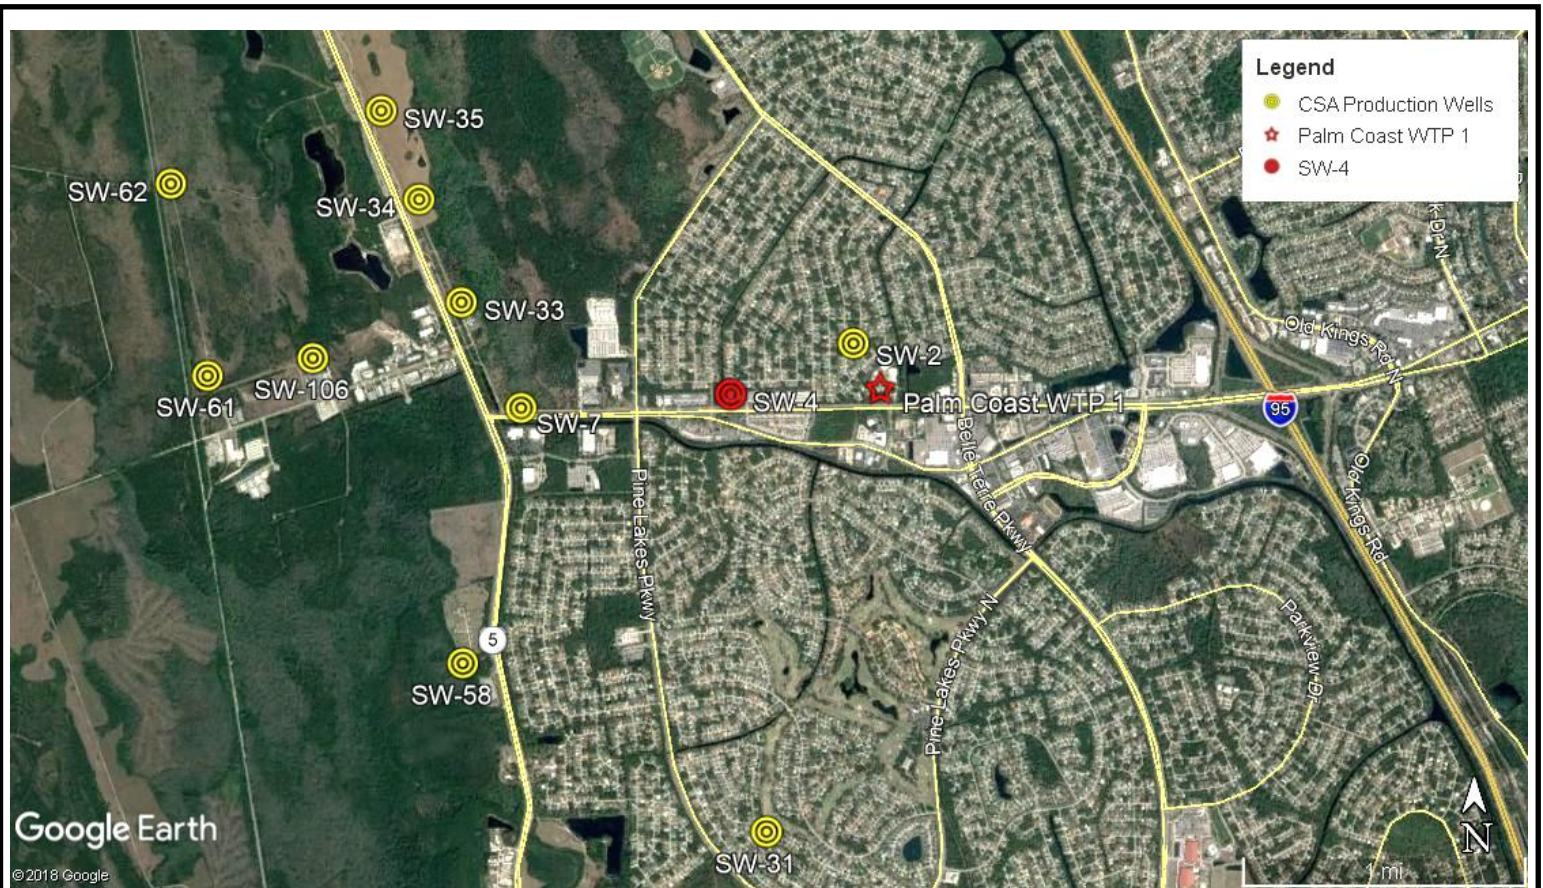 Legend
CSA Production Wells
Palm Coast WTP 1
SW-4
SW-35
SW-62
SW-34
SW-33
Old Kings Rd N
SW-2
SW-106
SW-61
SW-4
Palm Coast WTP 1
SW-7
95
Belle Terre Pkwy
Pine Lakes Pkwy
Old Kings Rd
Pine Lakes Pkwy N
Parkview Dr
5
SW-58
SW-31
Google Earth
©2018 Google
N
1 mi